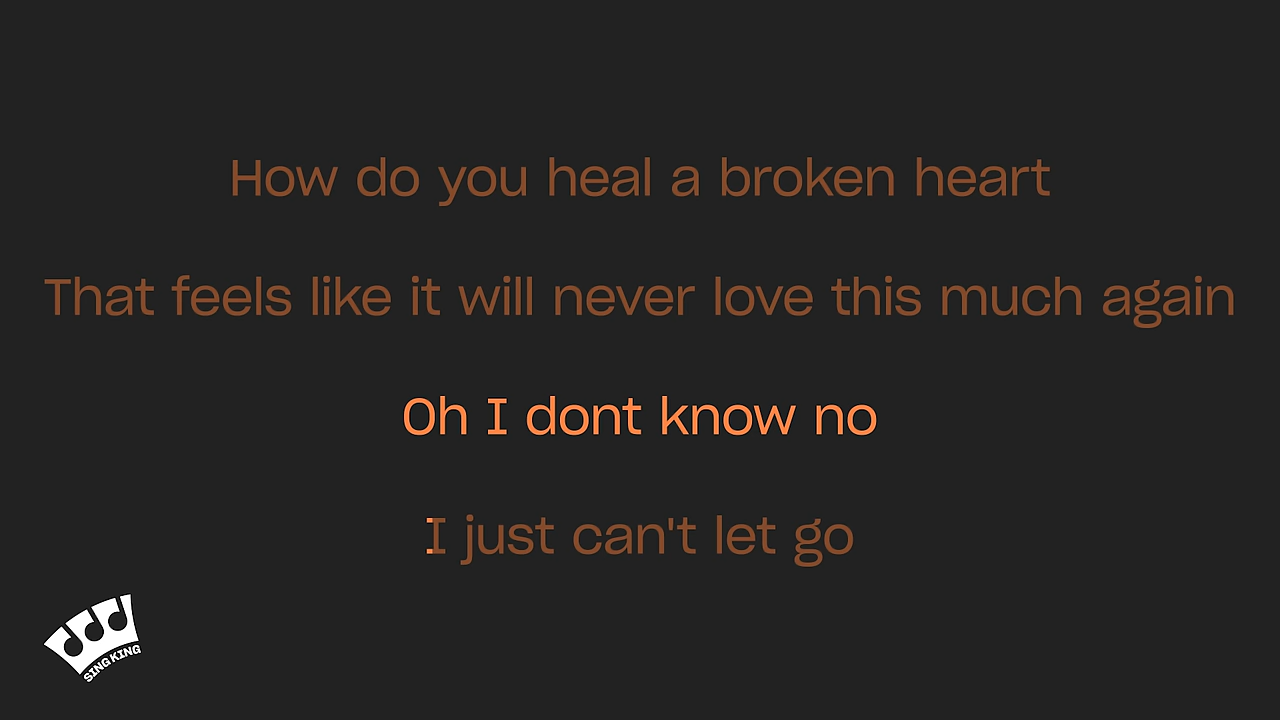 How do you heal a broken heart
That feels like it will never love this much again
Oh I dont know no
I just can't let go
SING KING